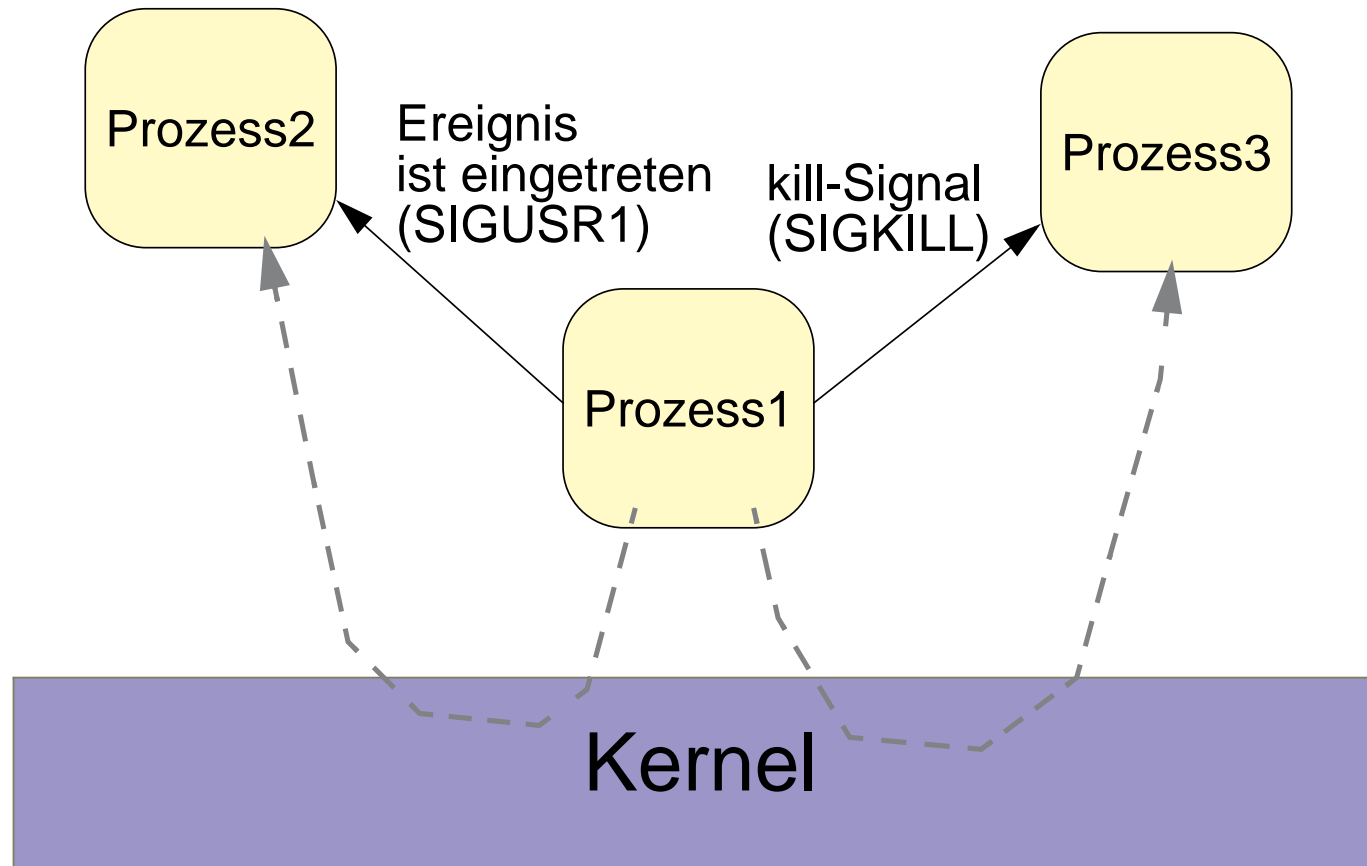 Prozess2
Ereignis
ist eingetreten
(SIGUSR1)
kill-Signal
(SIGKILL)
Prozess3
Prozess1
Kernel